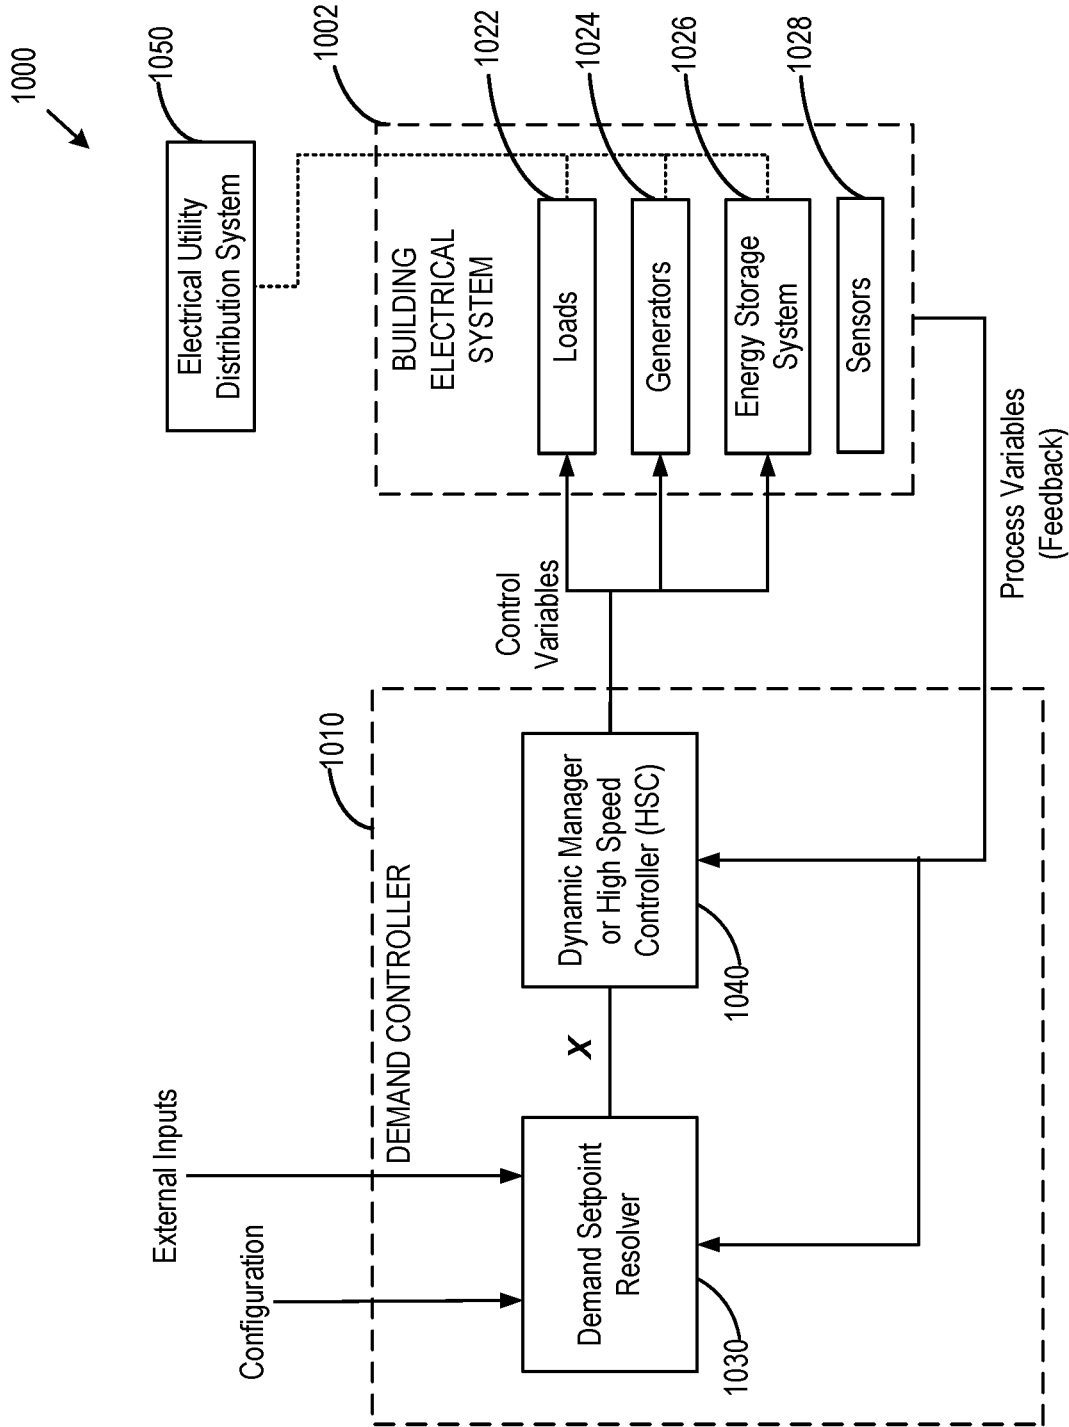 1000
1050
Electrical Utility
Distribution System
1002
BUILDING
ELECTRICAL
SYSTEM
1022
Loads
1024
Generators
1026
Energy Storage
System
1028
Sensors
Control
Variables
Process Variables
(Feedback)
1010
DEMAND CONTROLLER
External Inputs
Configuration
Demand Setpoint
Resolver
1030
X
Dynamic Manager
or High Speed
Controller (HSC)
1040